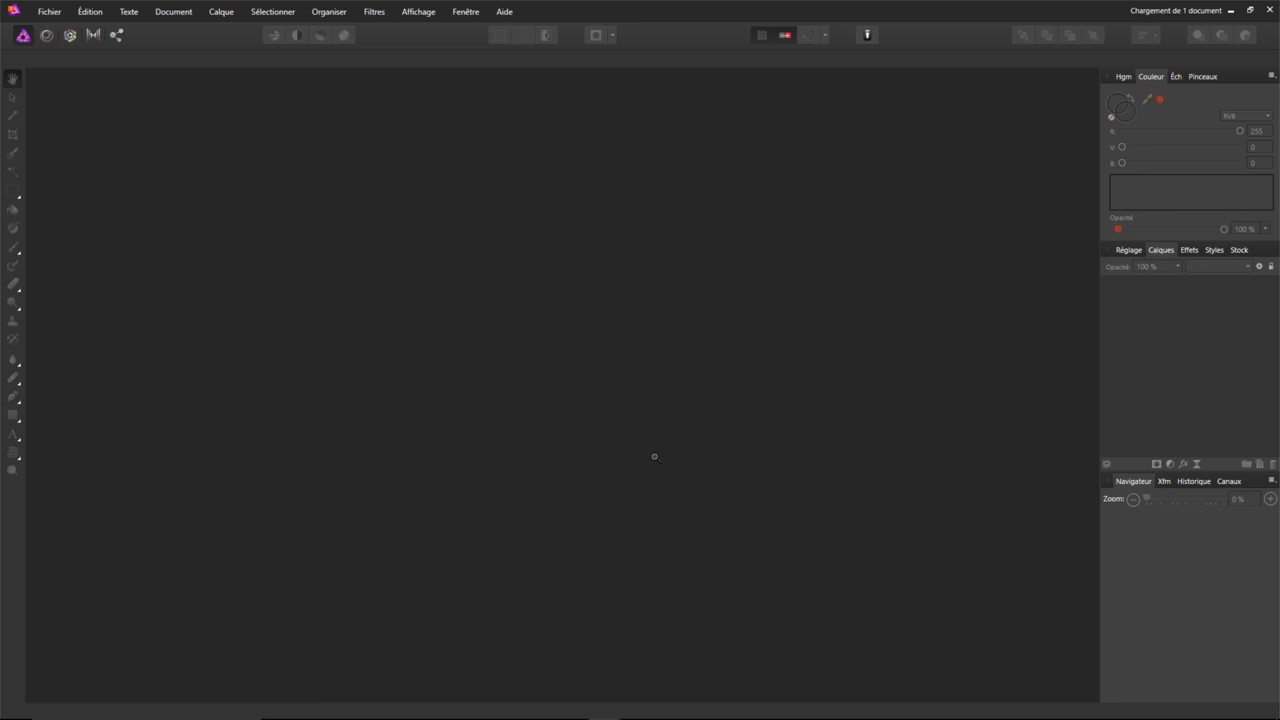 Fichier Édition Texte Document Calque Sélectionner Organiser Filtres Affichage Fenêtre Aide Chargement de 1 document
Hgm Couleur Éch Pinceaux
RVB
R: 255
V: 0
B: 0
Opacité
100 %
Réglage Calques Effets Styles Stock
Opacité: 100 %
fx
Navigateur Xfm Historique Canaux
Zoom: 0 %